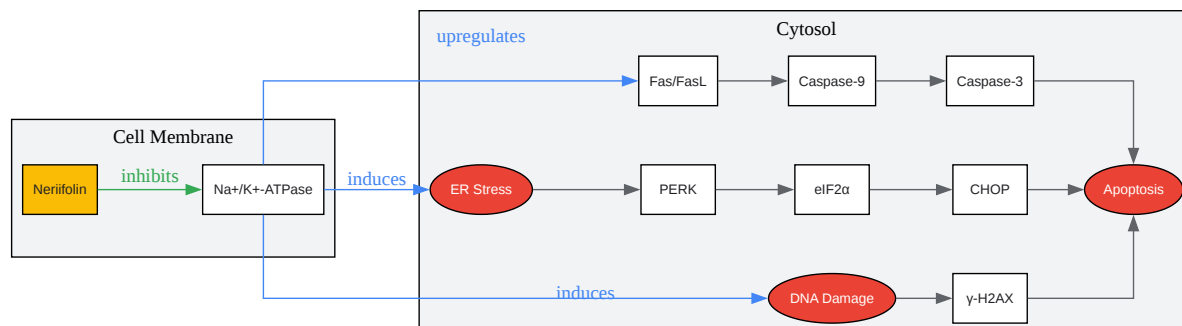 Cytosol
upregulates
Fas/FasL
Caspase-9
Caspase-3
Cell Membrane
Neriifolin
inhibits
Na+/K+-ATPase
induces
ER Stress
PERK
eIF2α
CHOP
Apoptosis
induces
DNA Damage
γ-H2AX